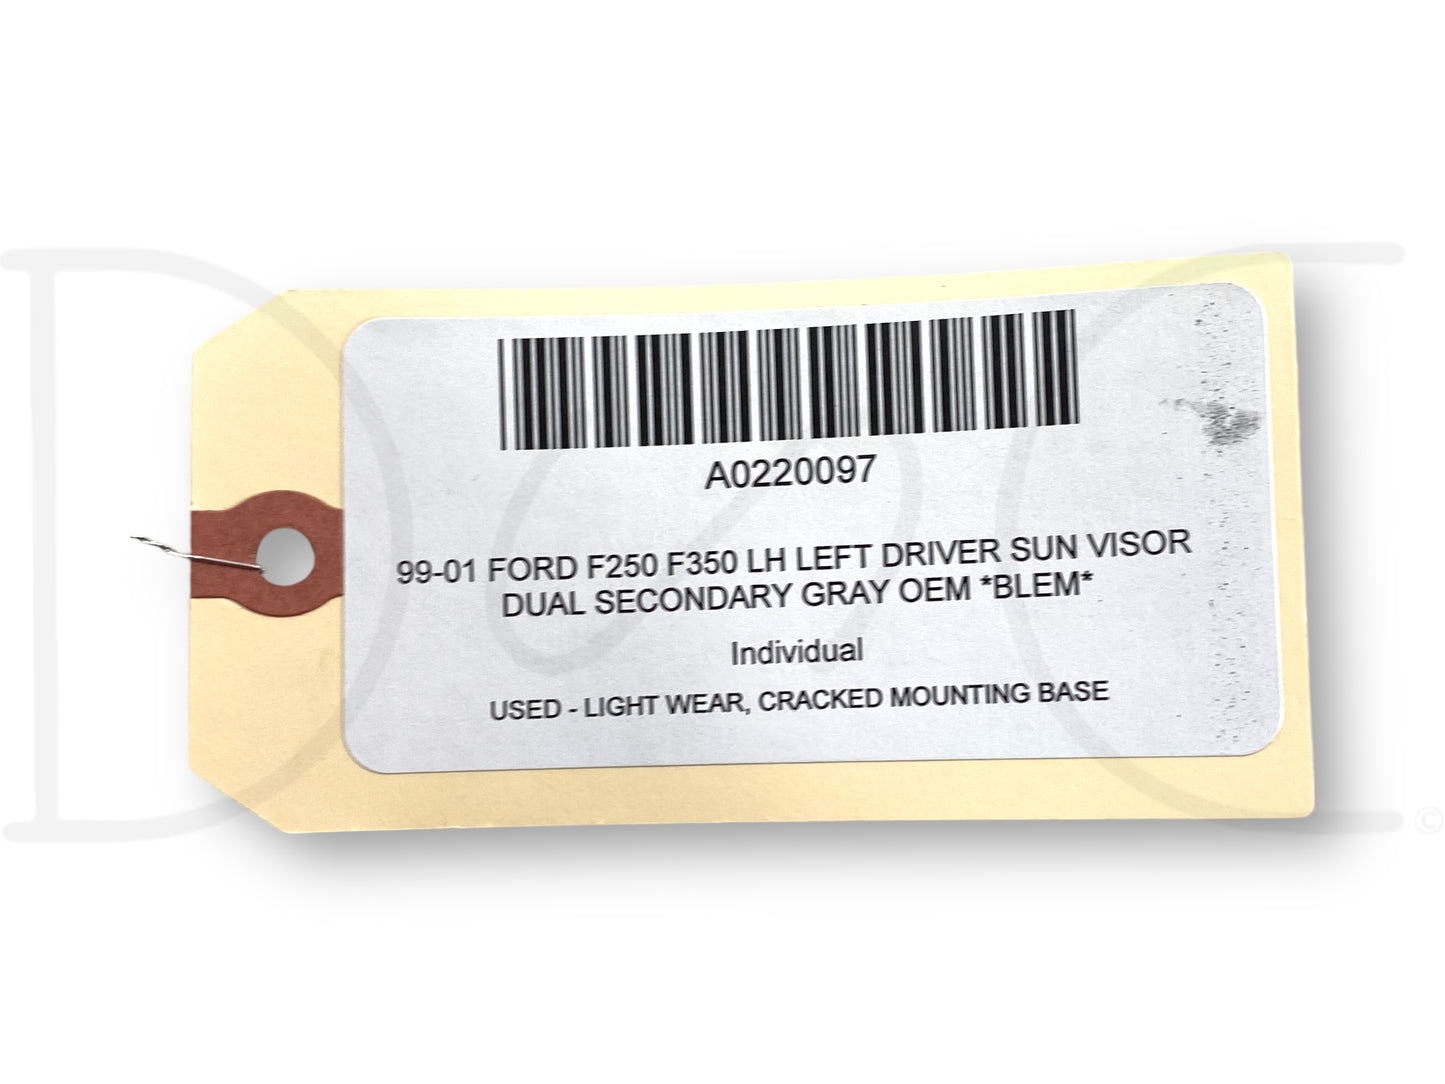 A0220097
99-01 FORD F250 F350 LH LEFT DRIVER SUN VISOR
DUAL SECONDARY GRAY OEM *BLEM*
Individual
USED - LIGHT WEAR, CRACKED MOUNTING BASE
D C
©